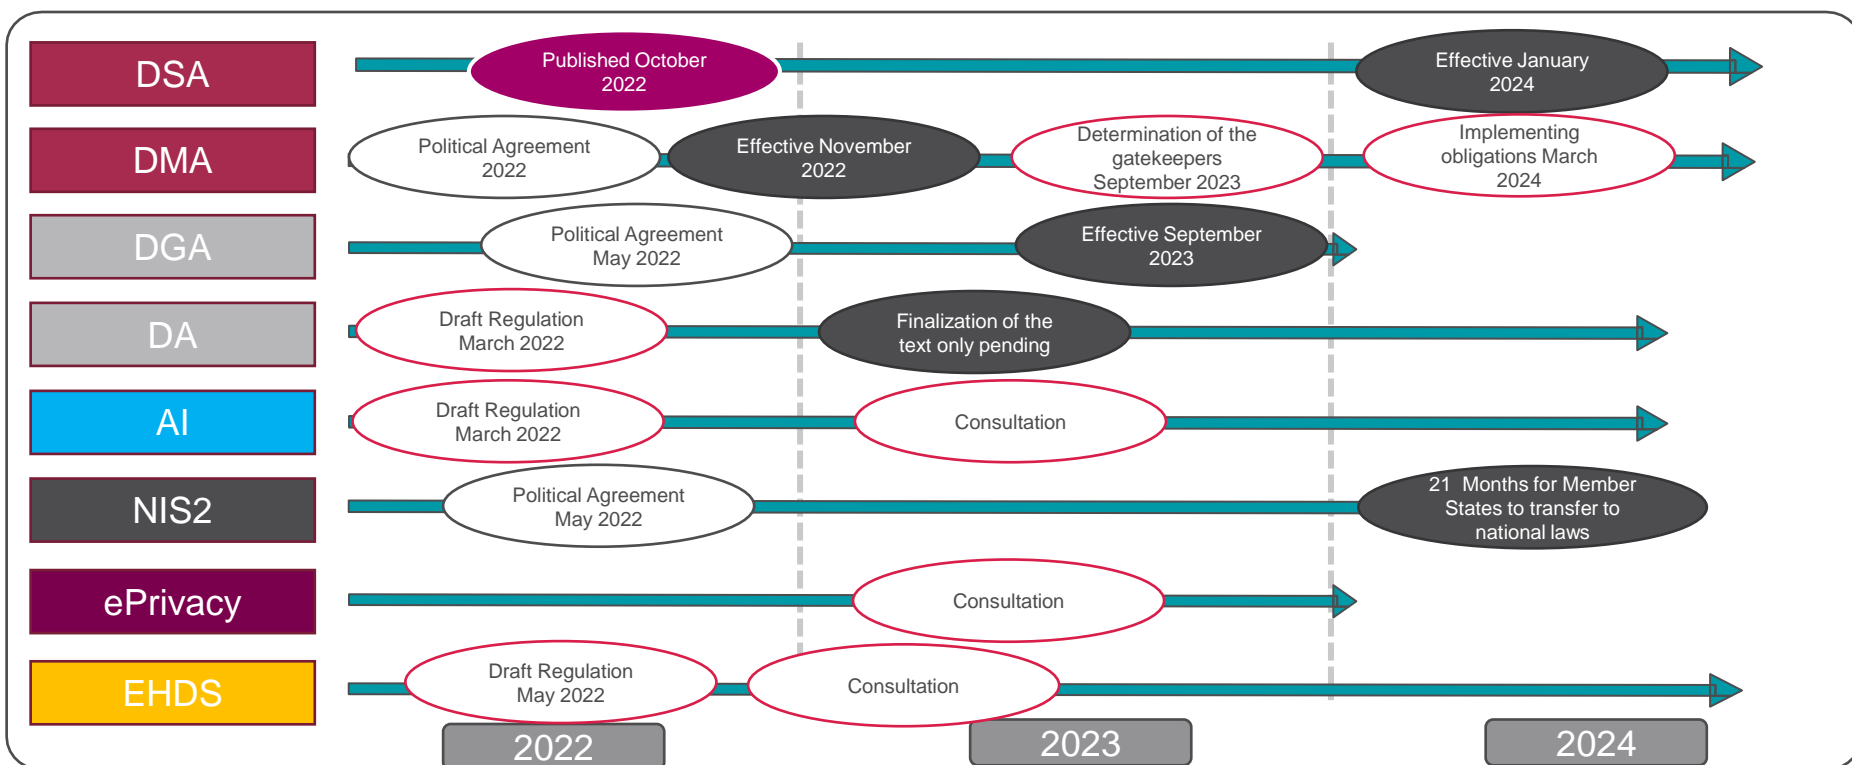 DSA
Published October
2022
Effective January
2024
DMA
Political Agreement
2022
Effective November
2022
Determination of the
gatekeepers
September 2023
Implementing
obligations March
2024
DGA
Political Agreement
May 2022
Effective September
2023
DA
Draft Regulation
March 2022
Finalization of the
text only pending
AI
Draft Regulation
March 2022
Consultation
NIS2
Political Agreement
May 2022
21 Months for Member
States to transfer to
national laws
ePrivacy
Consultation
EHDS
Draft Regulation
May 2022
Consultation
2022
2023
2024